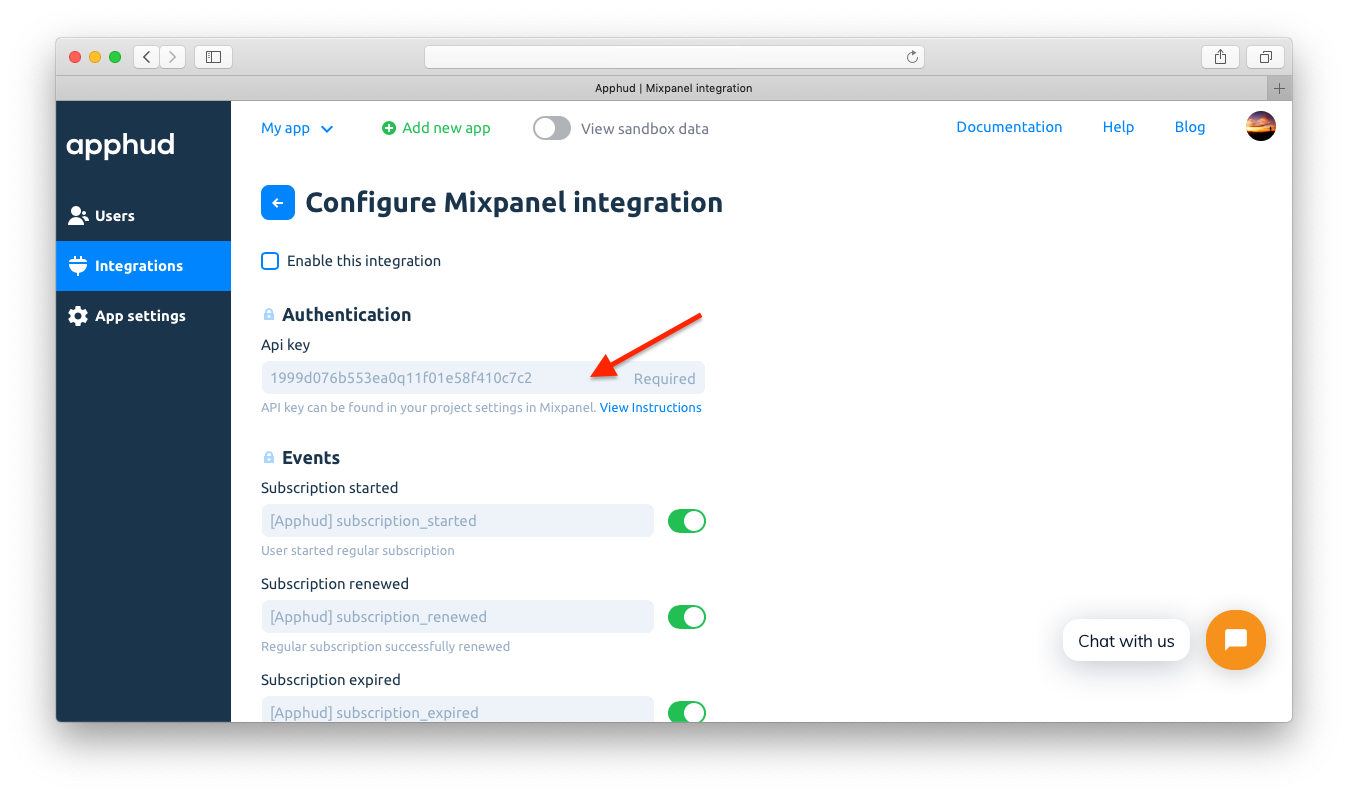 Apphud | Mixpanel integration
apphud
My app
Add new app
View sandbox data
Documentation
Help
Blog
Users
Integrations
App settings
Configure Mixpanel integration
Enable this integration
Authentication
Api key
1999d076b553ea0q11f01e58f410c7c2
Required
API key can be found in your project settings in Mixpanel. View Instructions
Events
Subscription started
[Apphud] subscription_started
User started regular subscription
Subscription renewed
[Apphud] subscription_renewed
Regular subscription successfully renewed
Subscription expired
[Apphud] subscription_expired
Chat with us